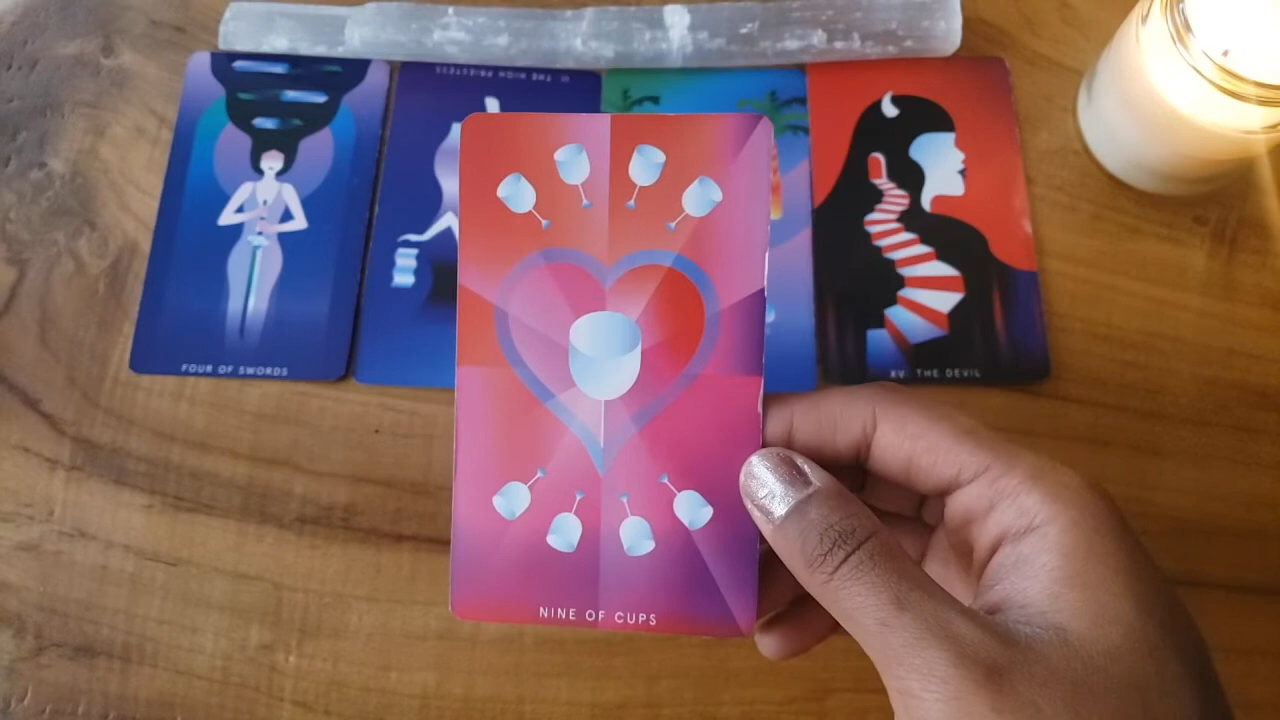 II THE HIGH PRIESTESS
FOUR OF SWORDS
XV THE DEVIL
NINE OF CUPS